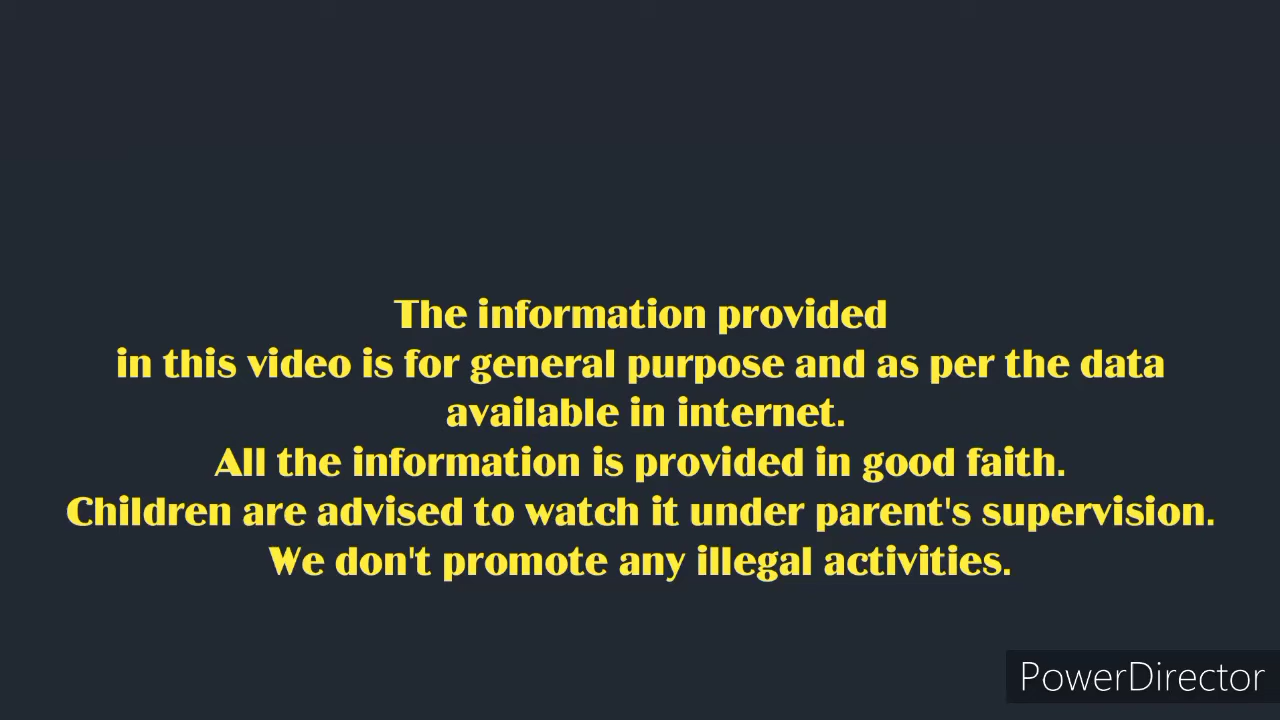 The information provided
in this video is for general purpose and as per the data
available in internet.
All the information is provided in good faith.
Children are advised to watch it under parent's supervision.
We don't promote any illegal activities.
PowerDirector